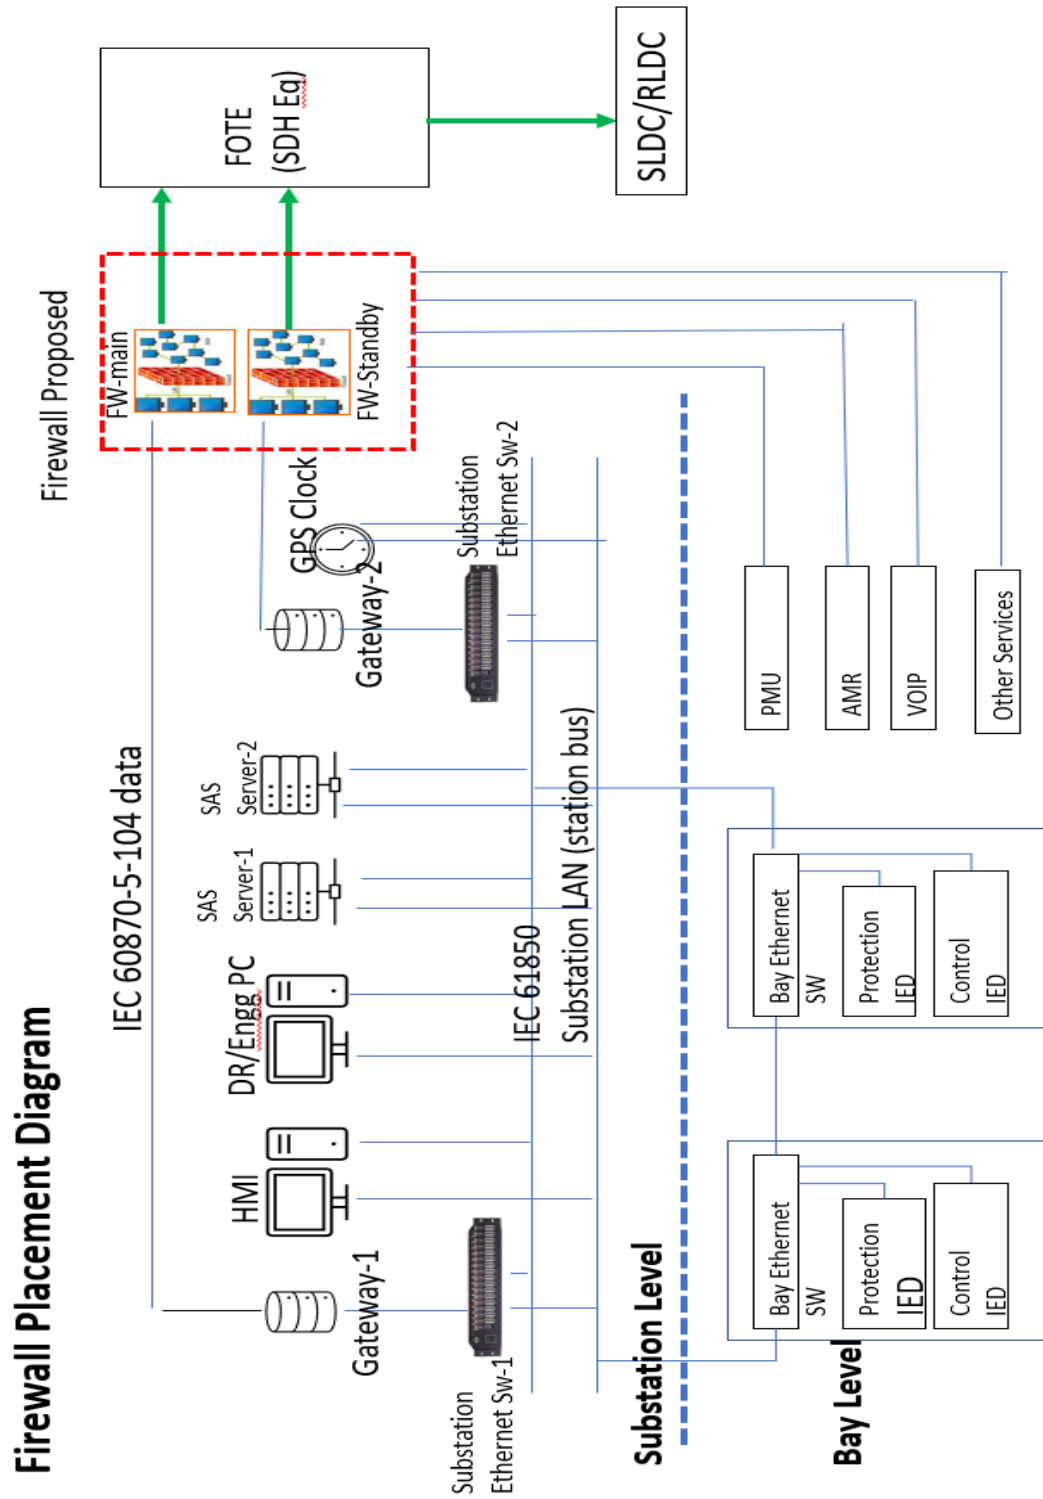 Firewall Placement Diagram
Firewall Proposed
FW-main
FW-Standby
FOTE
(SDH Eq)
SLDC/RLDC
IEC 60870-5-104 data
Gateway-1
HMI
DR/Engg PC
SAS
Server-1
SAS
Server-2
Gateway-2
GPS Clock
Substation
Ethernet Sw-1
Substation
Ethernet Sw-2
IEC 61850
Substation LAN (station bus)
Substation Level
Bay Level
Bay Ethernet
SW
Protection
IED
Control
IED
Bay Ethernet
SW
Protection
IED
Control
IED
PMU
AMR
VOIP
Other Services